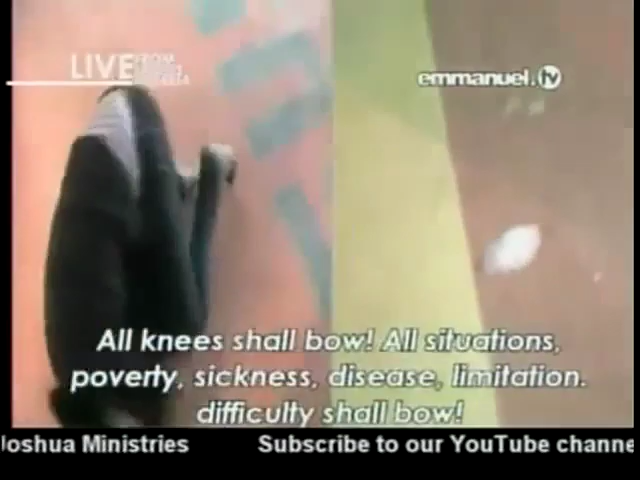 LIVE FROM
emmanuel.tv
All knees shall bow! All situations,
poverty, sickness, disease, limitation.
difficulty shall bow!
Joshua Ministries Subscribe to our YouTube channe